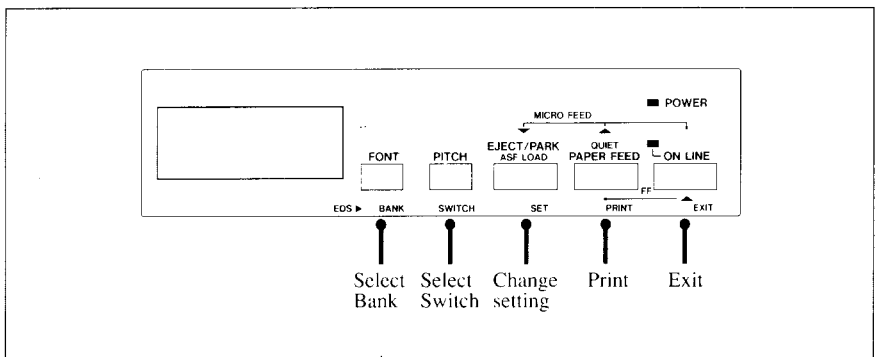 POWER
MICRO FEED
EJECT/PARK QUIET
FONT PITCH ASF LOAD PAPER FEED ON LINE
FF
EOS ▶ BANK SWITCH SET PRINT EXIT
Select Select Change Print Exit
Bank Switch setting